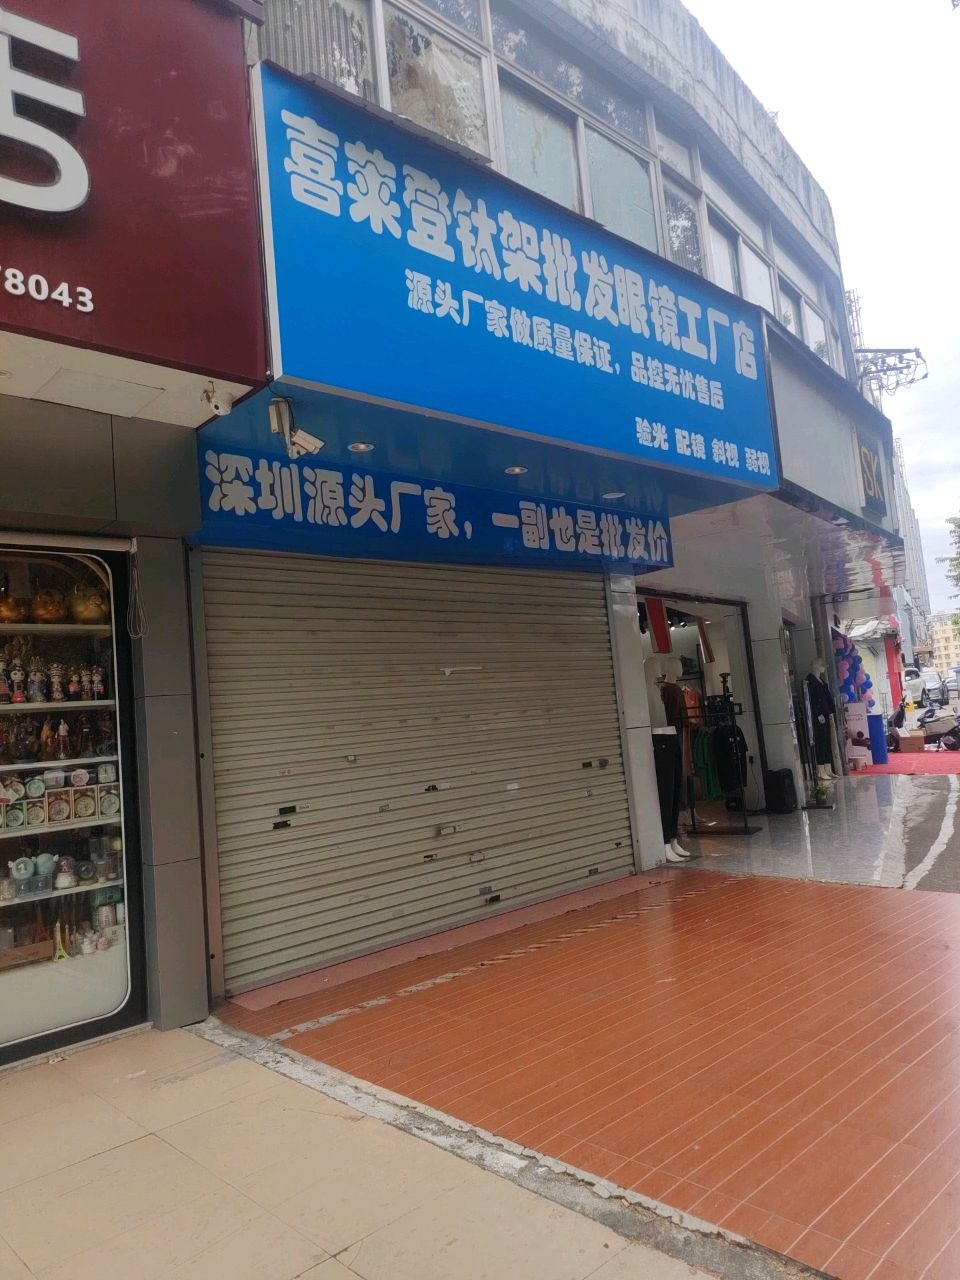 店
78043
喜莱登钛架批发眼镜工厂店
源头厂家做质量保证，品控无忧售后
验光 配镜 斜视 弱视
深圳源头厂家，一副也是批发价
SK